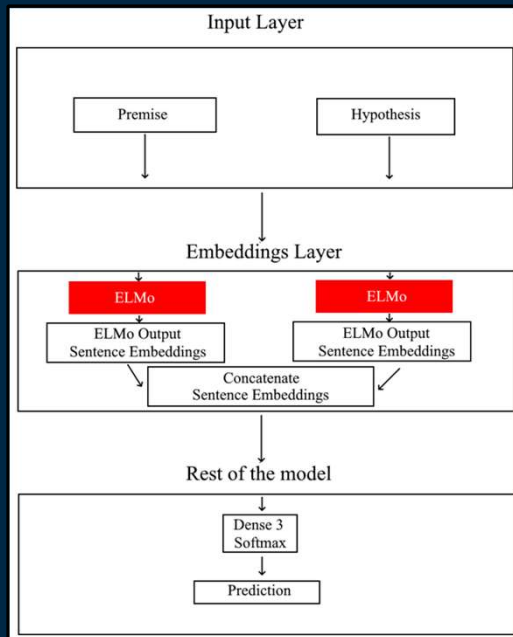 Input Layer
Premise
Hypothesis
Embeddings Layer
ELMo
ELMo
ELMo Output
Sentence Embeddings
ELMo Output
Sentence Embeddings
Concatenate
Sentence Embeddings
Rest of the model
Dense 3
Softmax
Prediction